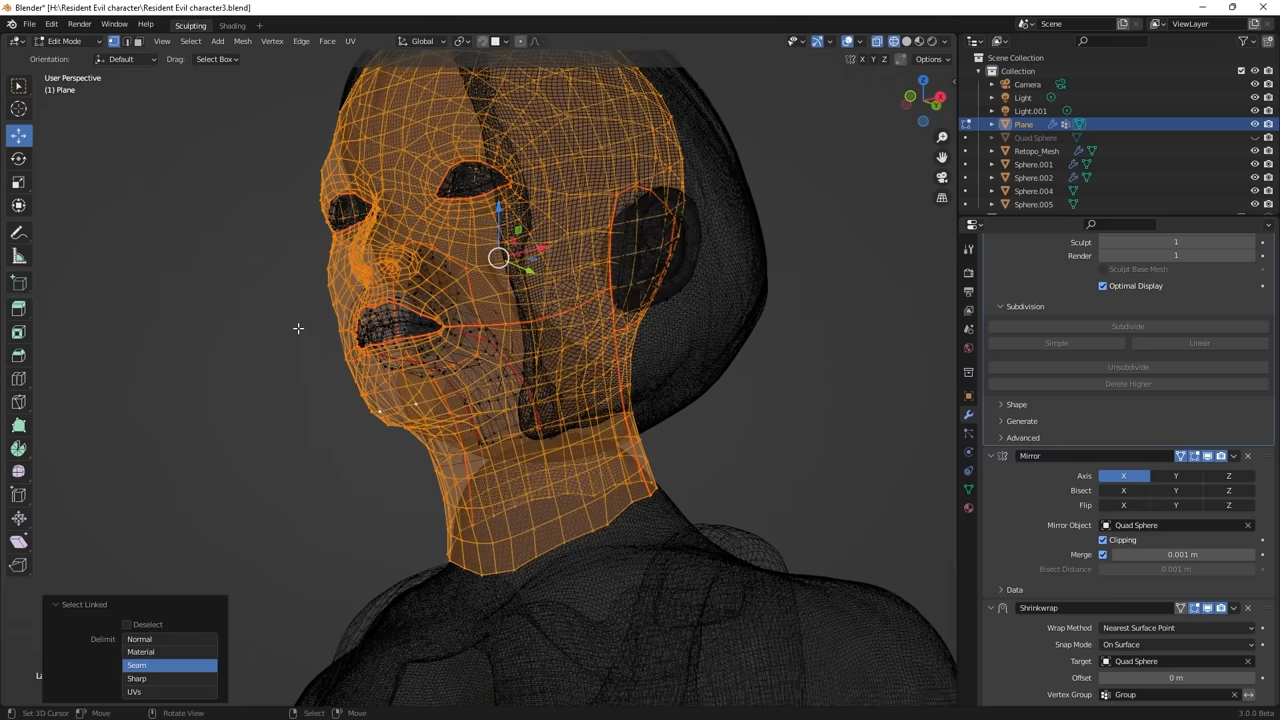 Blender* [H:\Resident Evil character\Resident Evil character3.blend]
File Edit Render Window Help Sculpting Shading + Scene ViewLayer
Edit Mode View Select Add Mesh Vertex Edge Face UV Global
Orientation: Default Drag: Select Box X Y Z Options
User Perspective
(1) Plane
Scene Collection
Collection
Camera
Light
Light.001
Plane
Quad Sphere
Retopo_Mesh
Sphere.001
Sphere.002
Sphere.004
Sphere.005
Sculpt 1
Render 1
Sculpt Base Mesh
Optimal Display
Subdivision
Subdivide
Simple Linear
Unsubdivide
Delete Higher
Shape
Generate
Advanced
Mirror
Axis X Y Z
Bisect X Y Z
Flip X Y Z
Mirror Object Quad Sphere
Clipping
Merge 0.001 m
Bisect Distance 0.001 m
Data
Shrinkwrap
Wrap Method Nearest Surface Point
Snap Mode On Surface
Target Quad Sphere
Offset 0 m
Vertex Group Group
Select Linked
Deselect
Delimit Normal
Material
Seam
Sharp
UVs
Set 3D Cursor Move Rotate View Select Move 3.0.0 Beta